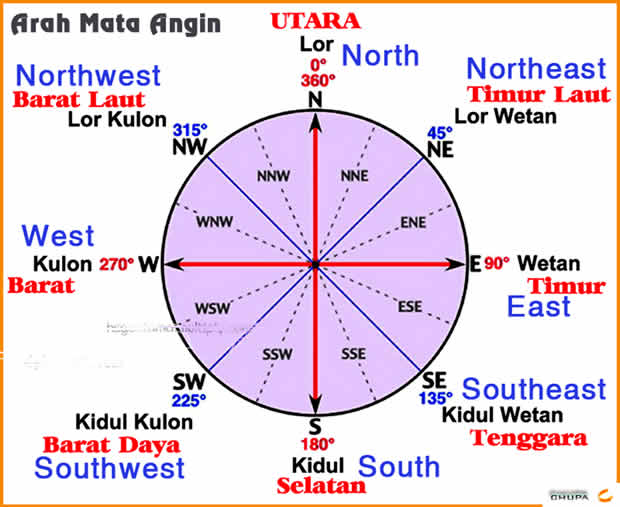 Arah Mata Angin
UTARA
Lor
North
0°
360°
N
Northwest
Barat Laut
Lor Kulon
315°
NW
Northeast
Timur Laut
Lor Wetan
45°
NE
NNW
NNE
WNW
ENE
West
Kulon 270° W
Barat
E 90° Wetan
Timur
East
WSW
ESE
SSW
SSE
SW
225°
Kidul Kulon
Barat Daya
Southwest
SE
135°
Southeast
Kidul Wetan
Tenggara
S
180°
Kidul
South
Selatan
CHUPA